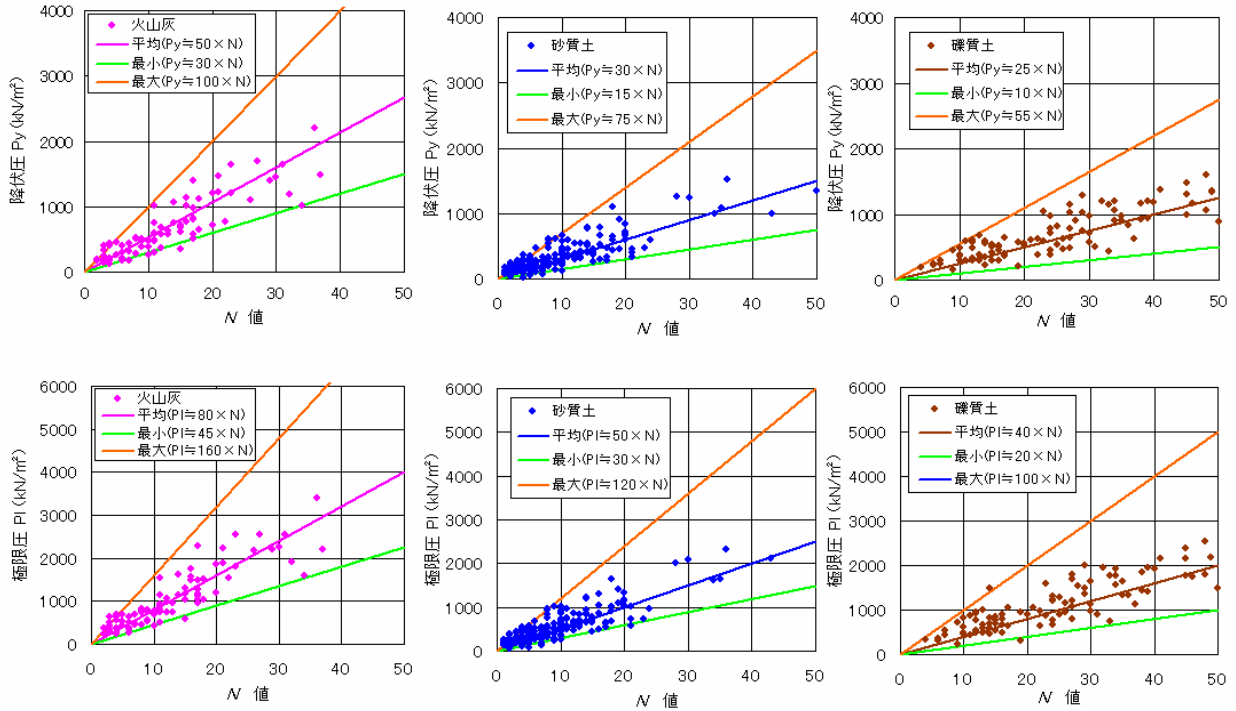 4000
3000
2000
1000
0
降伏圧 Py (kN/m²)
火山灰
平均(Py≒50×N)
最小(Py≒30×N)
最大(Py≒100×N)
0 10 20 30 40 50
N 値
4000
3000
2000
1000
0
降伏圧 Py (kN/m²)
砂質土
平均(Py≒30×N)
最小(Py≒15×N)
最大(Py≒75×N)
0 10 20 30 40 50
N 値
4000
3000
2000
1000
0
降伏圧 Py (kN/m²)
礫質土
平均(Py≒25×N)
最小(Py≒10×N)
最大(Py≒55×N)
0 10 20 30 40 50
N 値
6000
5000
4000
3000
2000
1000
0
極限圧 Pl (kN/m²)
火山灰
平均(Pl≒80×N)
最小(Pl≒45×N)
最大(Pl≒160×N)
0 10 20 30 40 50
N 値
6000
5000
4000
3000
2000
1000
0
極限圧 Pl (kN/m²)
砂質土
平均(Pl≒50×N)
最小(Pl≒30×N)
最大(Pl≒120×N)
0 10 20 30 40 50
N 値
6000
5000
4000
3000
2000
1000
0
極限圧 Pl (kN/m²)
礫質土
平均(Pl≒40×N)
最小(Pl≒20×N)
最大(Pl≒100×N)
0 10 20 30 40 50
N 値